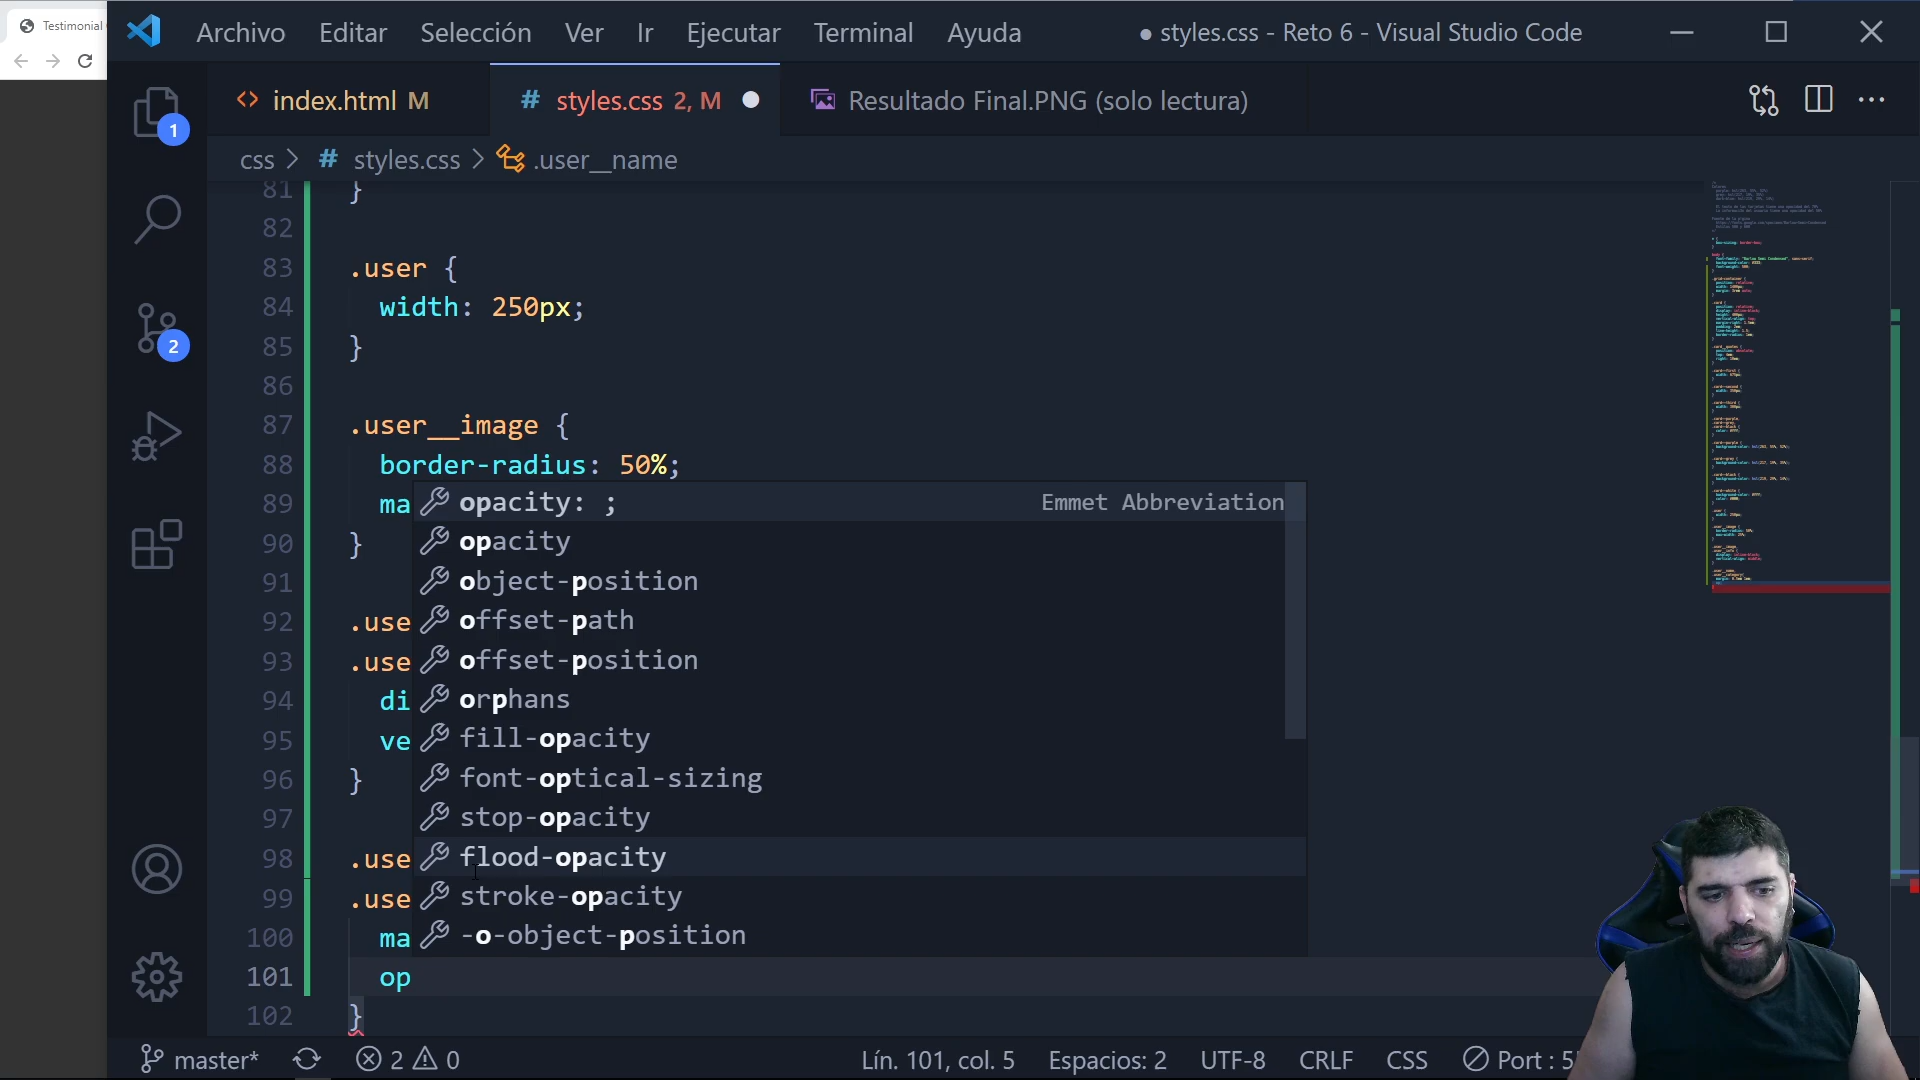 Testimonial
Archivo Editar Selección Ver Ir Ejecutar Terminal Ayuda
● styles.css - Reto 6 - Visual Studio Code
index.html M
# styles.css 2, M
Resultado Final.PNG (solo lectura)
css > # styles.css > .user__name
1
2
81 }
82
83 .user {
84 width: 250px;
85 }
86
87 .user__image {
88 border-radius: 50%;
89 ma
opacity: ; Emmet Abbreviation
90 }
opacity
91
object-position
92 .use
offset-path
93 .use
offset-position
94 di
orphans
95 ve
fill-opacity
96 }
font-optical-sizing
97
stop-opacity
98 .use
flood-opacity
99 .use
stroke-opacity
100 ma
-o-object-position
101 op
102 }
master* 2 0 Lín. 101, col. 5 Espacios: 2 UTF-8 CRLF CSS Port : 5